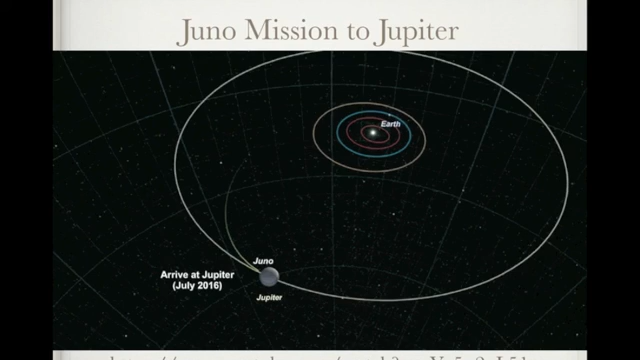 Juno Mission to Jupiter
Earth
Juno
Arrive at Jupiter
(July 2016)
Jupiter